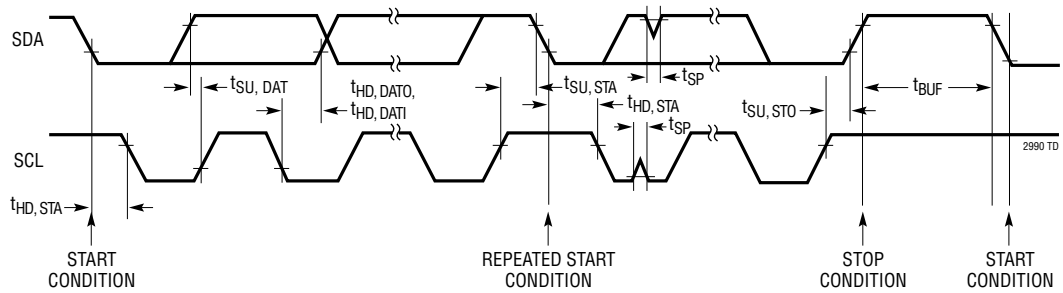 SDA
tSU, DAT
tHD, DATO,
tHD, DATI
tSU, STA
tHD, STA
tSP
tSP
tSU, STO
tBUF
SCL
2990 TD
tHD, STA
START
CONDITION
REPEATED START
CONDITION
STOP
CONDITION
START
CONDITION